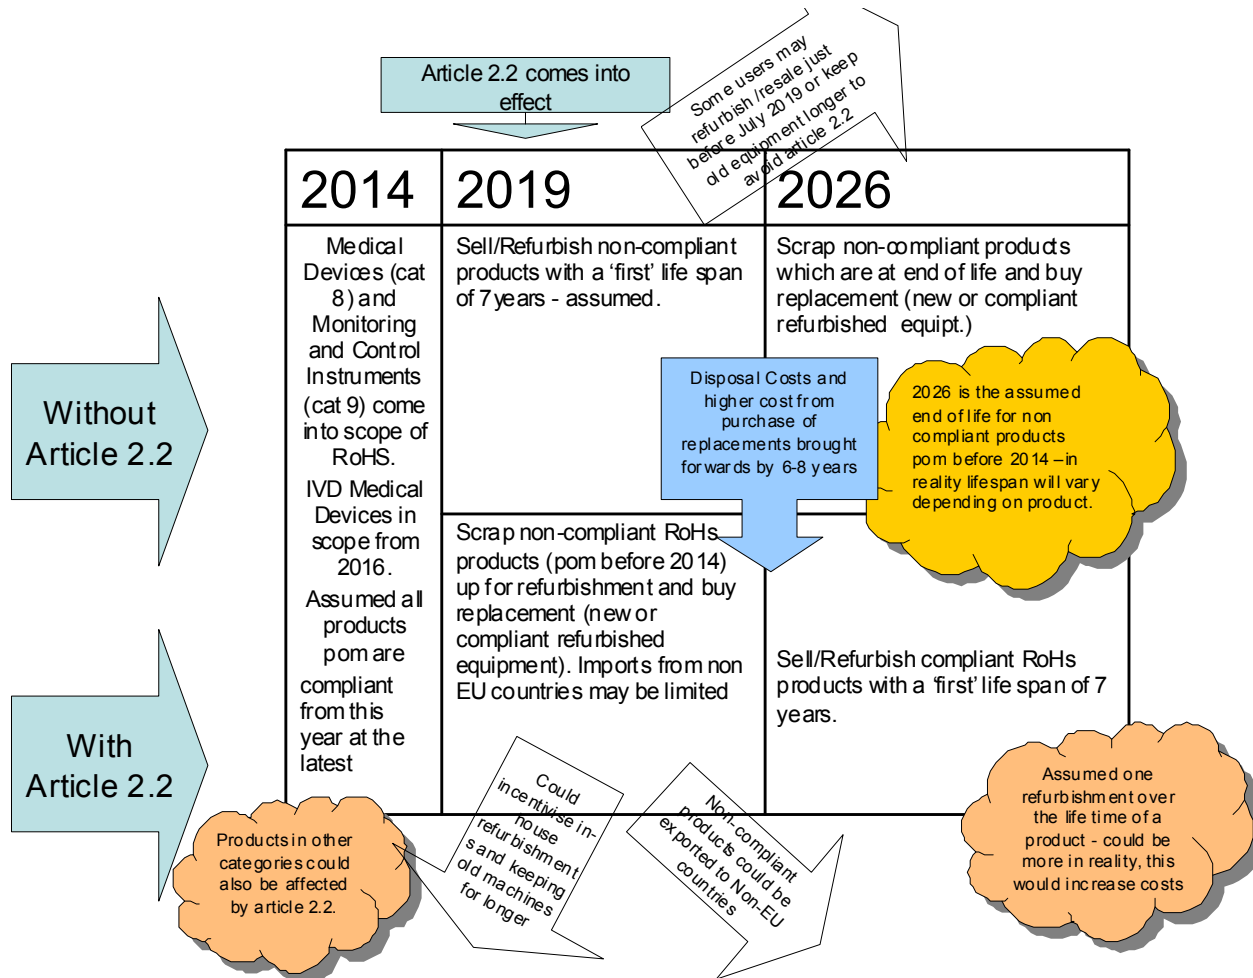 Article 2.2 comes into
effect
Some users may
refurbish /resale just
before July 2019 or keep
old equipment longer to
avoid article 2.2
2014
2019
2026
Without
Article 2.2
With
Article 2.2
Medical
Devices (cat
8) and
Monitoring
and Control
Instruments
(cat 9) come
into scope of
RoHS.
IVD Medical
Devices in
scope from
2016.
Assumed all
products
pom are
compliant
from this
year at the
latest
Sell/Refurbish non-compliant
products with a ‘first’ life span
of 7 years - assumed.
Scrap non-compliant products
which are at end of life and buy
replacement (new or compliant
refurbished equipt.)
Disposal Costs and
higher cost from
purchase of
replacements brought
forwards by 6-8 years
2026 is the assumed
end of life for non
compliant products
pom before 2014 – in
reality lifespan will vary
depending on product.
Scrap non-compliant RoHs
products (pom before 2014)
up for refurbishment and buy
replacement (new or
compliant refurbished
equipment). Imports from non
EU countries may be limited
Sell/Refurbish compliant RoHs
products with a ‘first’ life span of 7
years.
Products in other
categories could
also be affected
by article 2.2.
Could
incentivise in-
house
refurbishment
s and keeping
old machines
for longer
Non-compliant
products could be
exported to Non-EU
countries
Assumed one
refurbishment over
the life time of a
product - could be
more in reality, this
would increase costs